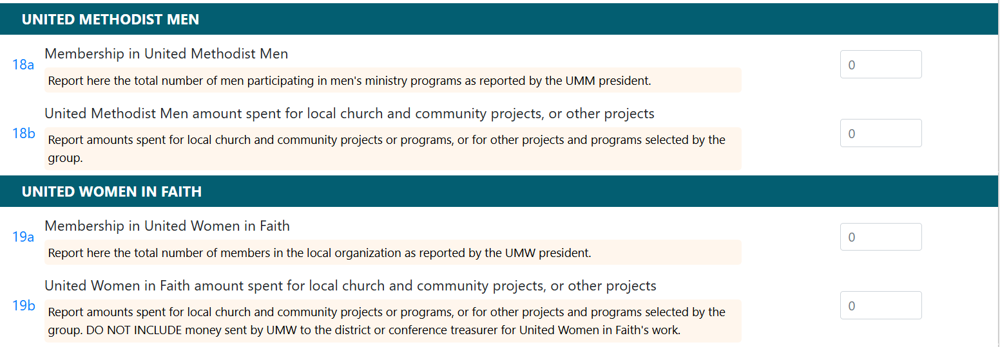 UNITED METHODIST MEN
18a
Membership in United Methodist Men
0
Report here the total number of men participating in men's ministry programs as reported by the UMM president.
18b
United Methodist Men amount spent for local church and community projects, or other projects
0
Report amounts spent for local church and community projects or programs, or for other projects and programs selected by the
group.
UNITED WOMEN IN FAITH
19a
Membership in United Women in Faith
0
Report here the total number of members in the local organization as reported by the UMW president.
19b
United Women in Faith amount spent for local church and community projects, or other projects
0
Report amounts spent for local church and community projects or programs, or for other projects and programs selected by the
group. DO NOT INCLUDE money sent by UMW to the district or conference treasurer for United Women in Faith's work.